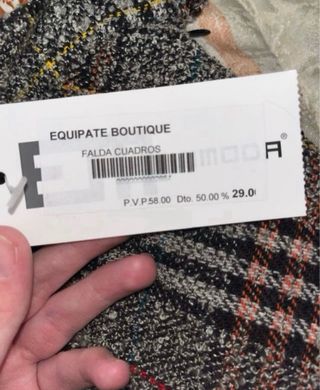 EQUIPATE BOUTIQUE
FALDA CUADROS
P.V.P.58.00 Dto. 50.00 % 29.0